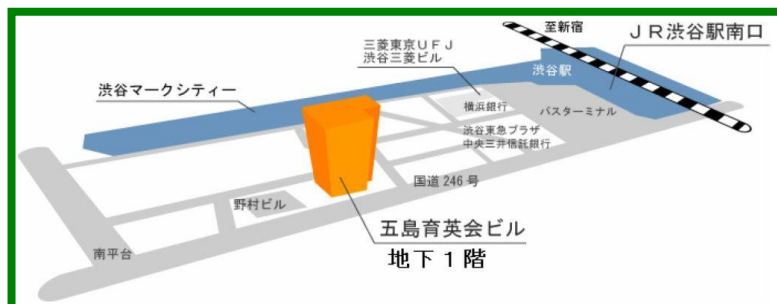 至新宿
ＪＲ渋谷駅南口
三菱東京ＵＦＪ
渋谷三菱ビル
渋谷駅
渋谷マークシティー
横浜銀行
バスターミナル
渋谷東急プラザ
中央三井信託銀行
国道246号
野村ビル
五島育英会ビル
南平台
地下１階